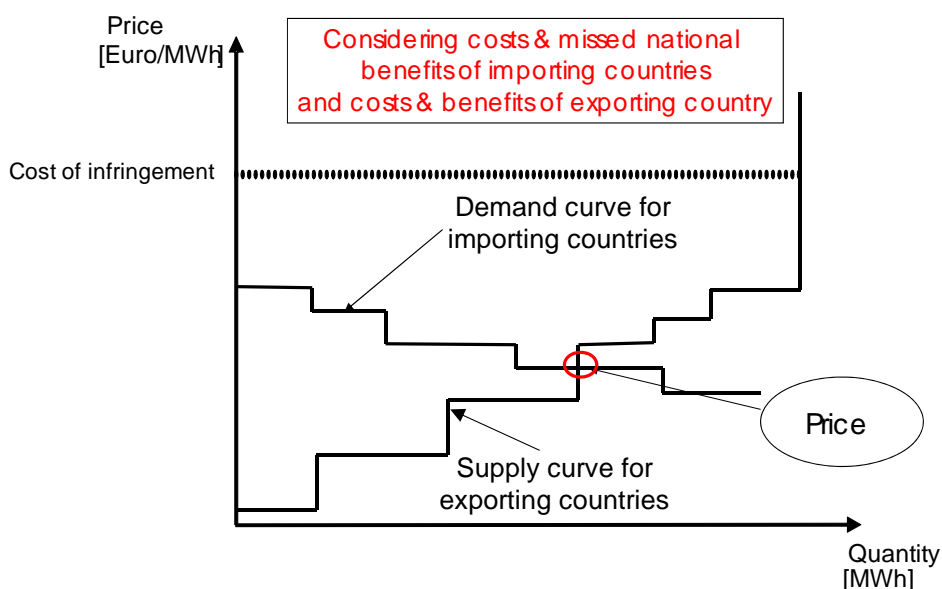 Price
[Euro/MWh]
Considering costs & missed national
benefits of importing countries
and costs & benefits of exporting country
Cost of infringement
Demand curve for
importing countries
Price
Supply curve for
exporting countries
Quantity
[MWh]